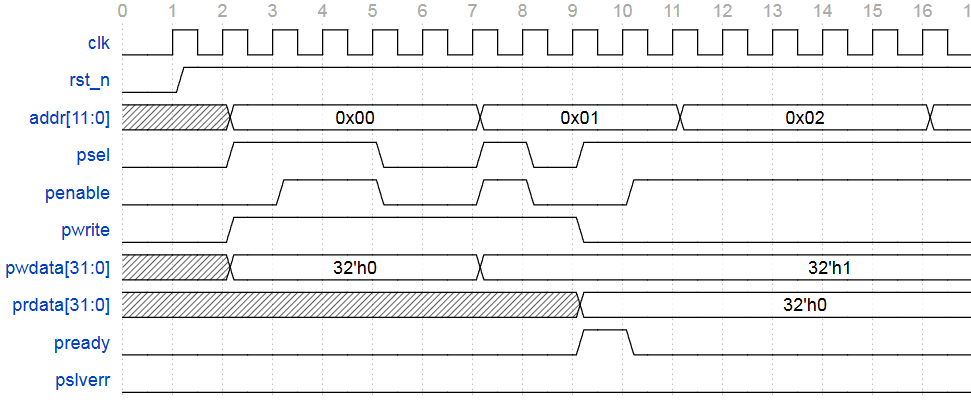 0 1 2 3 4 5 6 7 8 9 10 11 12 13 14 15 16
clk
rst_n
addr[11:0] 0x00 0x01 0x02
psel
penable
pwrite
pwdata[31:0] 32'h0 32'h1
prdata[31:0] 32'h0
pready
pslverr